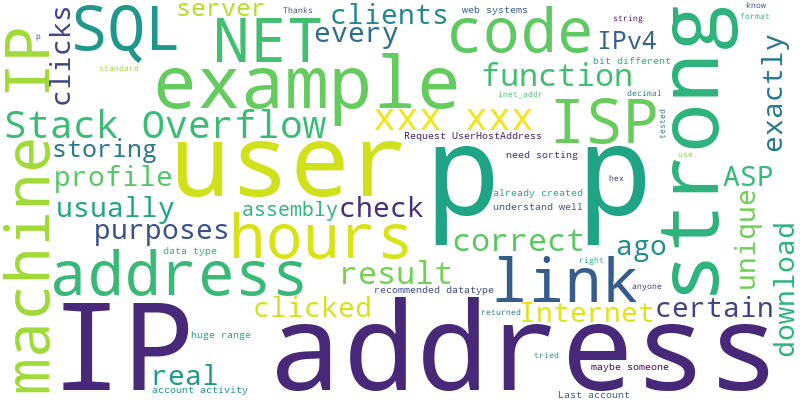 IP
clicks
SQL
server
NET
every
Thanks
clients
web systems
string
know
format
code
IPv4
bit different
p
standard
example
function
inet_addr
decimal
strong
exactly
Stack Overflow
xxx xxx
ISP
tested
Request UserHostAddress
machine
storing
user
p p
need sorting
use
profile
hex
already created
ASP
usually
assembly
check
understand well
unique
purposes
hours
correct
ago
data type
address
result
right
link
anyone
download
recommended datatype
IP address
clicked
returned
Internet
certain
huge range
tried
real
maybe someone
account activity
Last account